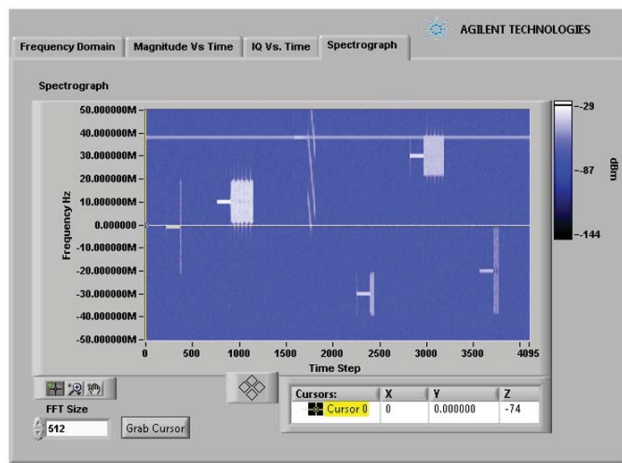 AGILENT TECHNOLOGIES
Frequency Domain Magnitude Vs Time IQ Vs. Time Spectrograph
Spectrograph
50.000000M
40.000000M
30.000000M
20.000000M
10.000000M
0.000000
-10.000000M
-20.000000M
-30.000000M
-40.000000M
-50.000000M
Frequency Hz
0 500 1000 1500 2000 2500 3000 3500 4095
Time Step
-29
-87
-144
dBm
FFT Size
512
Grab Cursor
Cursors: X Y Z
Cursor 0 0 0.000000 -74